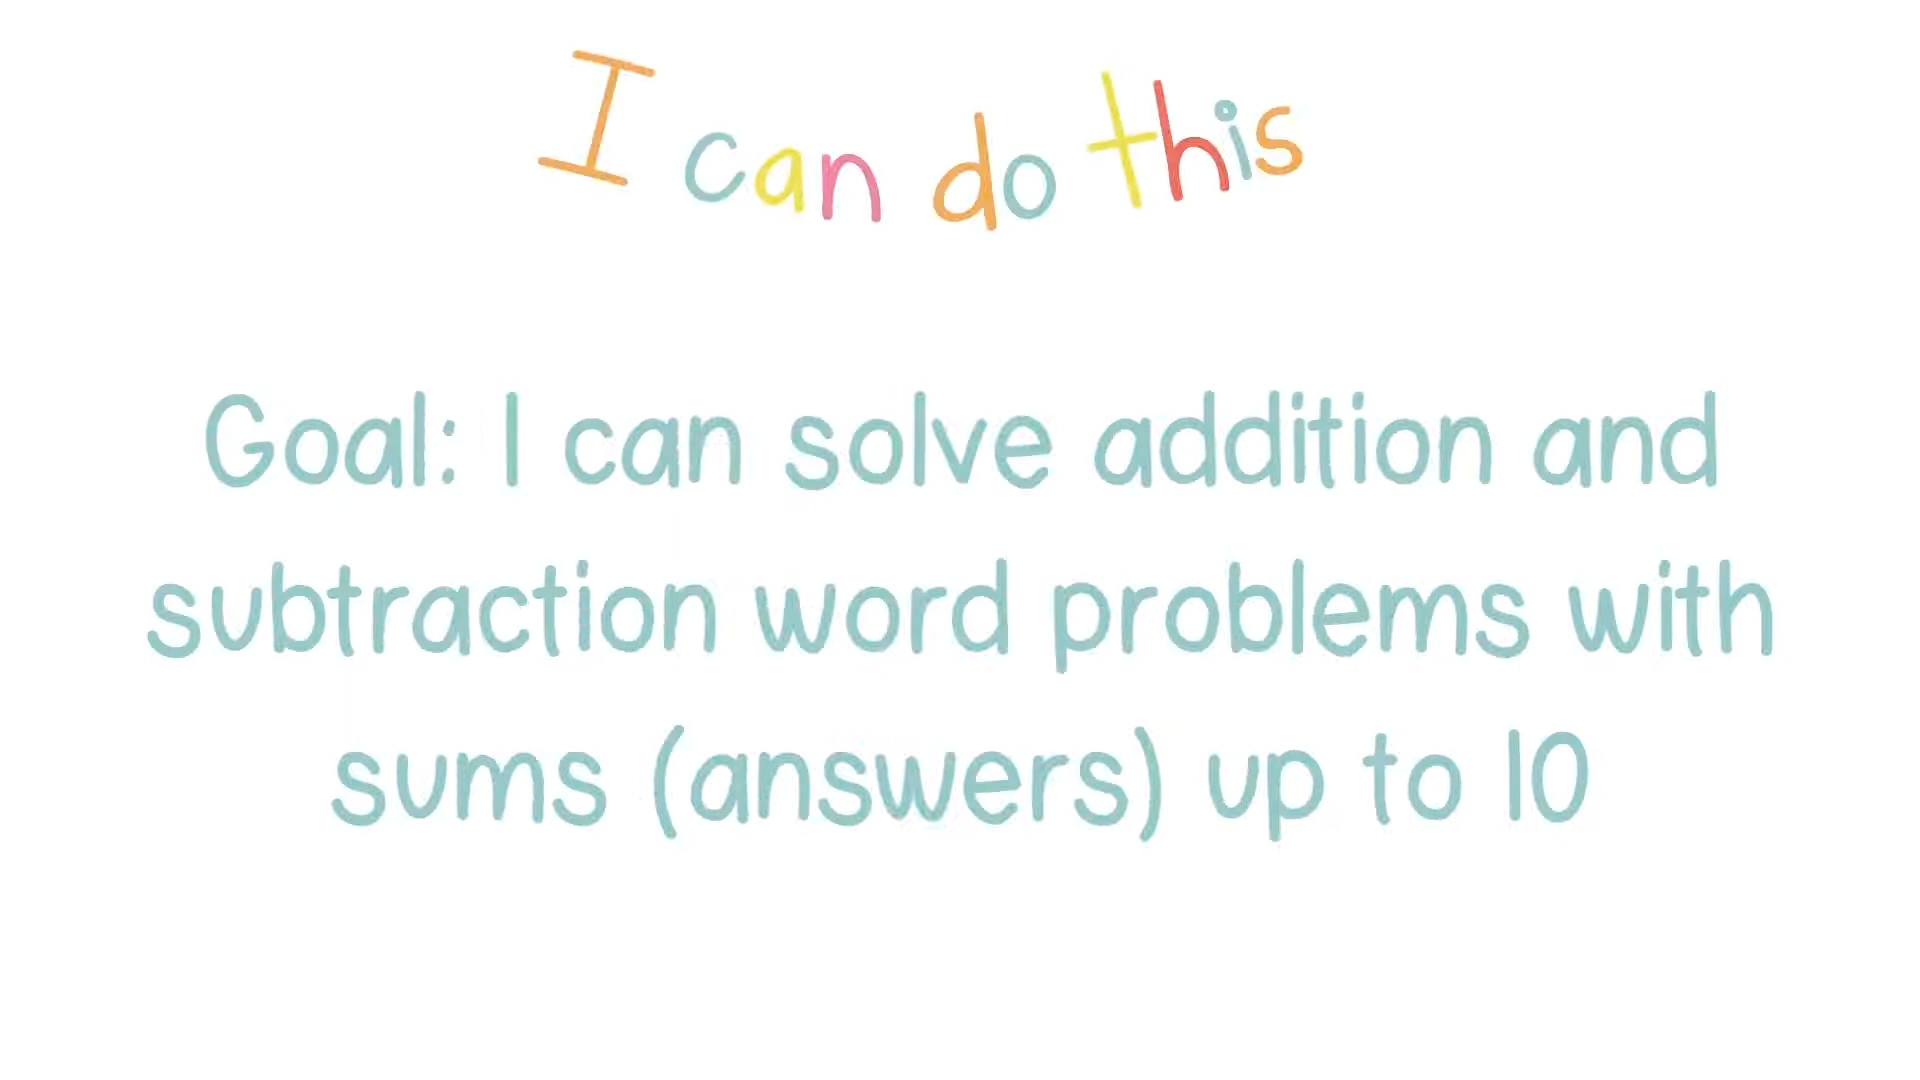 I can do this
Goal: I can solve addition and
subtraction word problems with
sums (answers) up to 10